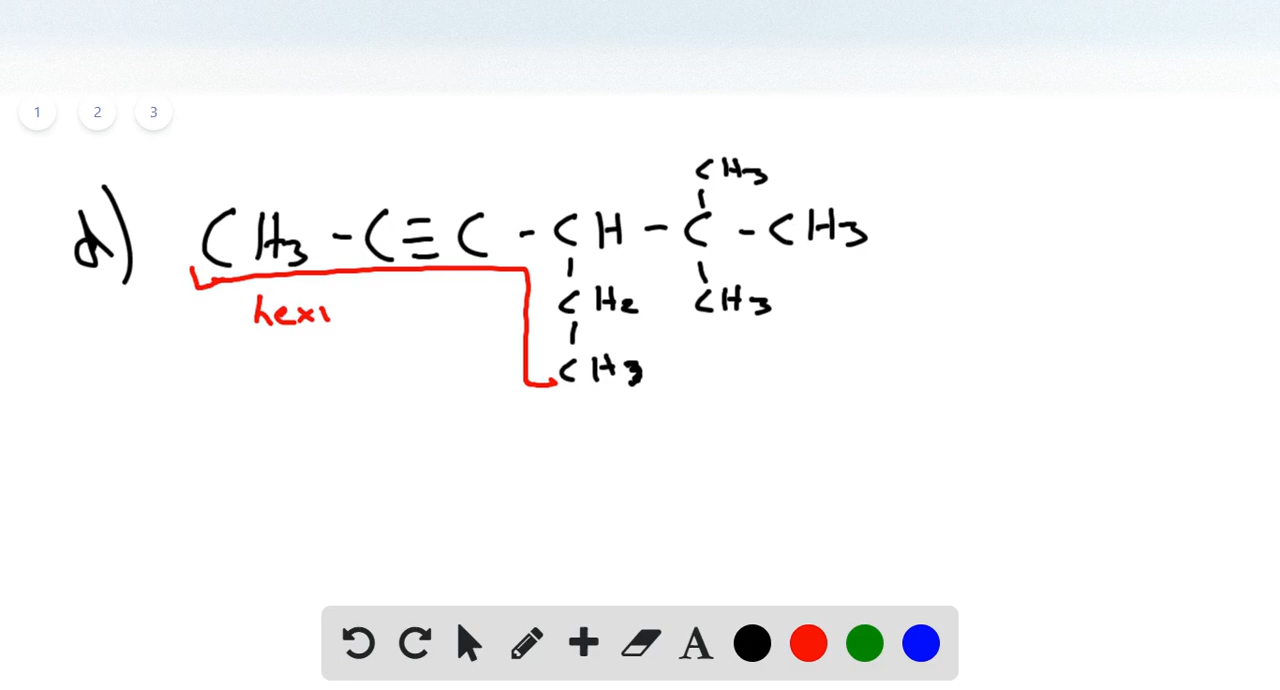 1 2 3
CH3
d) CH3 - C ≡ C - CH - C - CH3
CH2 CH3
hexi
CH3
A